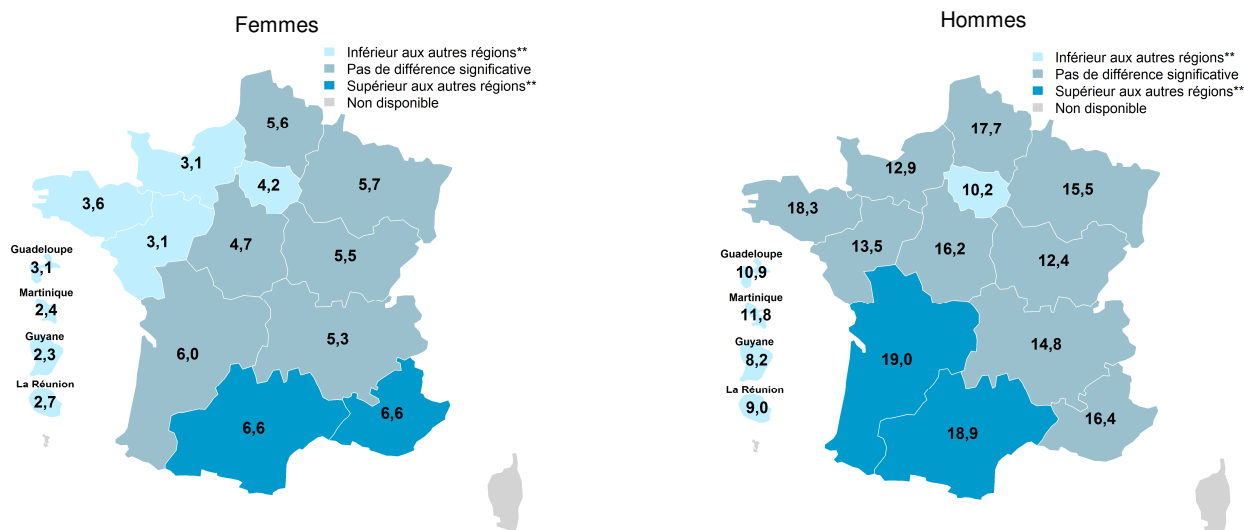 Femmes
Inférieur aux autres régions**
Pas de différence significative
Supérieur aux autres régions**
Non disponible
5,6
3,1
4,2
5,7
3,6
3,1
4,7
5,5
Guadeloupe
3,1
Martinique
2,4
Guyane
2,3
La Réunion
2,7
6,0
5,3
6,6
6,6
Hommes
Inférieur aux autres régions**
Pas de différence significative
Supérieur aux autres régions**
Non disponible
17,7
12,9
10,2
15,5
18,3
13,5
16,2
12,4
Guadeloupe
10,9
Martinique
11,8
Guyane
8,2
La Réunion
9,0
19,0
14,8
16,4
18,9